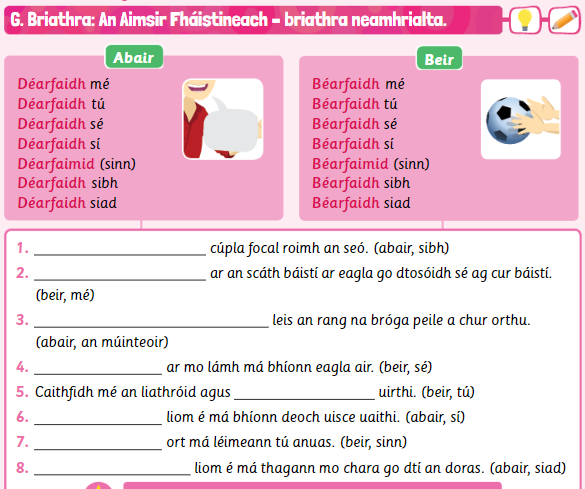 G. Briathra: An Aimsir Fháistineach – briathra neamhrialta.
Abair
Déarfaidh mé
Déarfaidh tú
Déarfaidh sé
Déarfaidh sí
Déarfaimid (sinn)
Déarfaidh sibh
Déarfaidh siad
Beir
Béarfaidh mé
Béarfaidh tú
Béarfaidh sé
Béarfaidh sí
Béarfaimid (sinn)
Béarfaidh sibh
Béarfaidh siad
1. ______________________ cúpla focal roimh an seó. (abair, sibh)
2. ______________________ ar an scáth báistí ar eagla go dtosóidh sé ag cur báistí.
(beir, mé)
3. ______________________________ leis an rang na bróga peile a chur orthu.
(abair, an múinteoir)
4. ________________ ar mo lámh má bhíonn eagla air. (beir, sé)
5. Caithfidh mé an liathróid agus __________________ uirthi. (beir, tú)
6. ________________ liom é má bhíonn deoch uisce uaithi. (abair, sí)
7. ________________ ort má léimeann tú anuas. (beir, sinn)
8. ____________________ liom é má thagann mo chara go dtí an doras. (abair, siad)